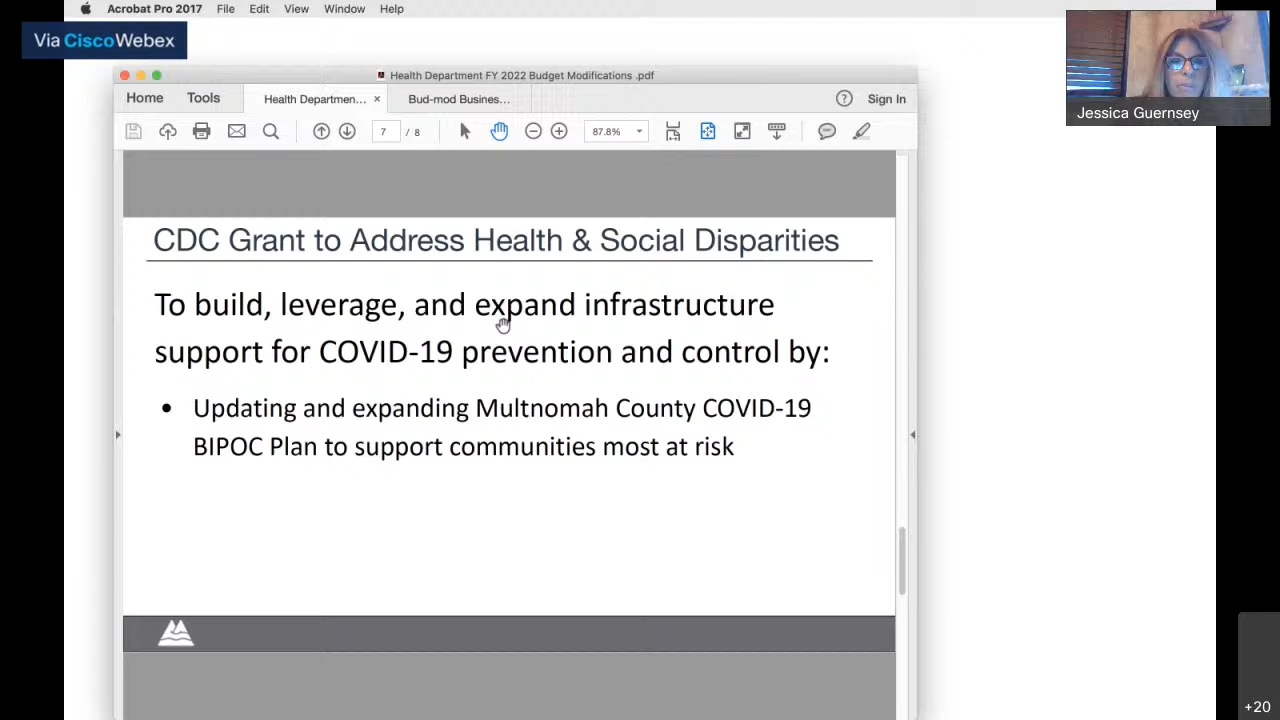 Acrobat Pro 2017 File Edit View Window Help
Via CiscoWebex
Health Department FY 2022 Budget Modifications .pdf
Home Tools Health Departmen... × Bud-mod Busines... ? Sign In
7 / 8 87.8%
Jessica Guernsey
CDC Grant to Address Health & Social Disparities
To build, leverage, and expand infrastructure
support for COVID-19 prevention and control by:
• Updating and expanding Multnomah County COVID-19
BIPOC Plan to support communities most at risk
+20